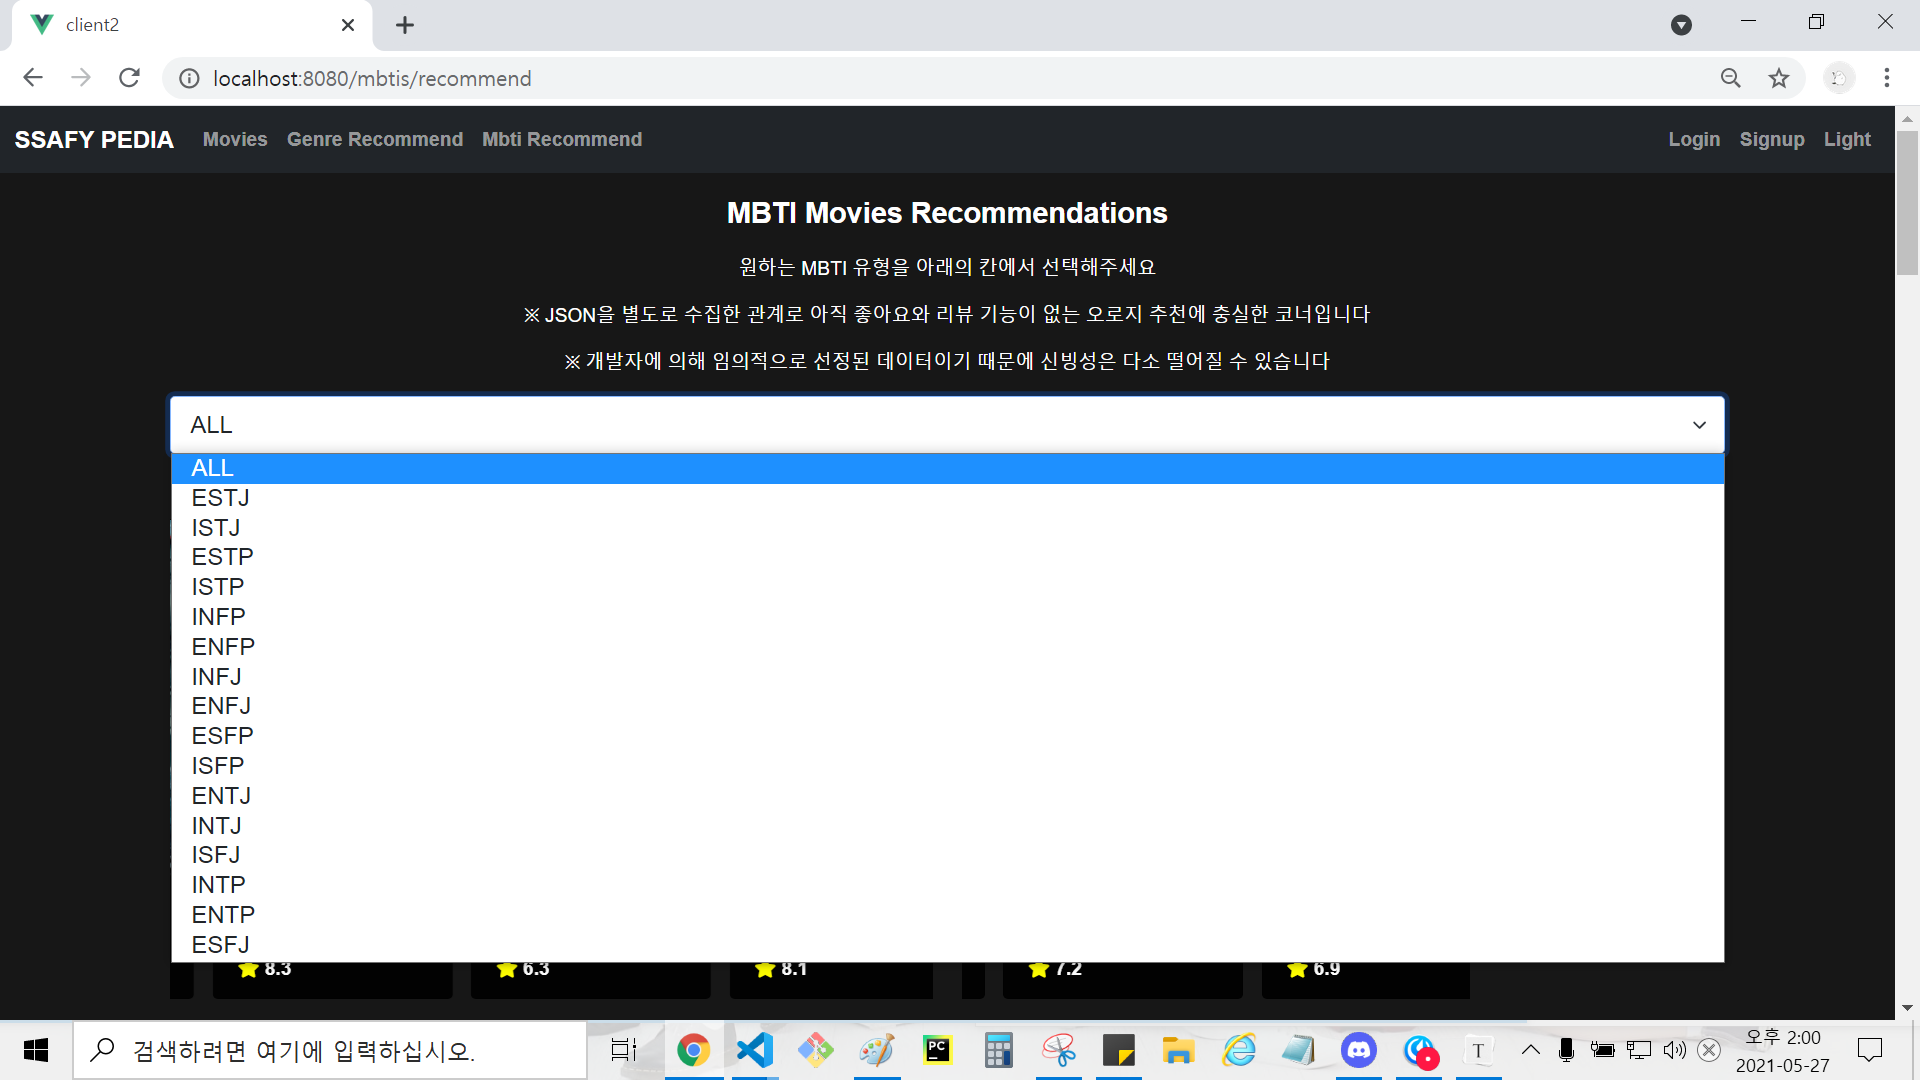 client2
localhost:8080/mbtis/recommend
SSAFY PEDIA Movies Genre Recommend Mbti Recommend Login Signup Light
MBTI Movies Recommendations
원하는 MBTI 유형을 아래의 칸에서 선택해주세요
※ JSON을 별도로 수집한 관계로 아직 좋아요와 리뷰 기능이 없는 오로지 추천에 충실한 코너입니다
※ 개발자에 의해 임의적으로 선정된 데이터이기 때문에 신빙성은 다소 떨어질 수 있습니다
ALL
ALL
ESTJ
ISTJ
ESTP
ISTP
INFP
ENFP
INFJ
ENFJ
ESFP
ISFP
ENTJ
INTJ
ISFJ
INTP
ENTP
ESFJ
8.3 6.3 8.1 7.2 6.9
검색하려면 여기에 입력하십시오.
PC
T
오후 2:00
2021-05-27